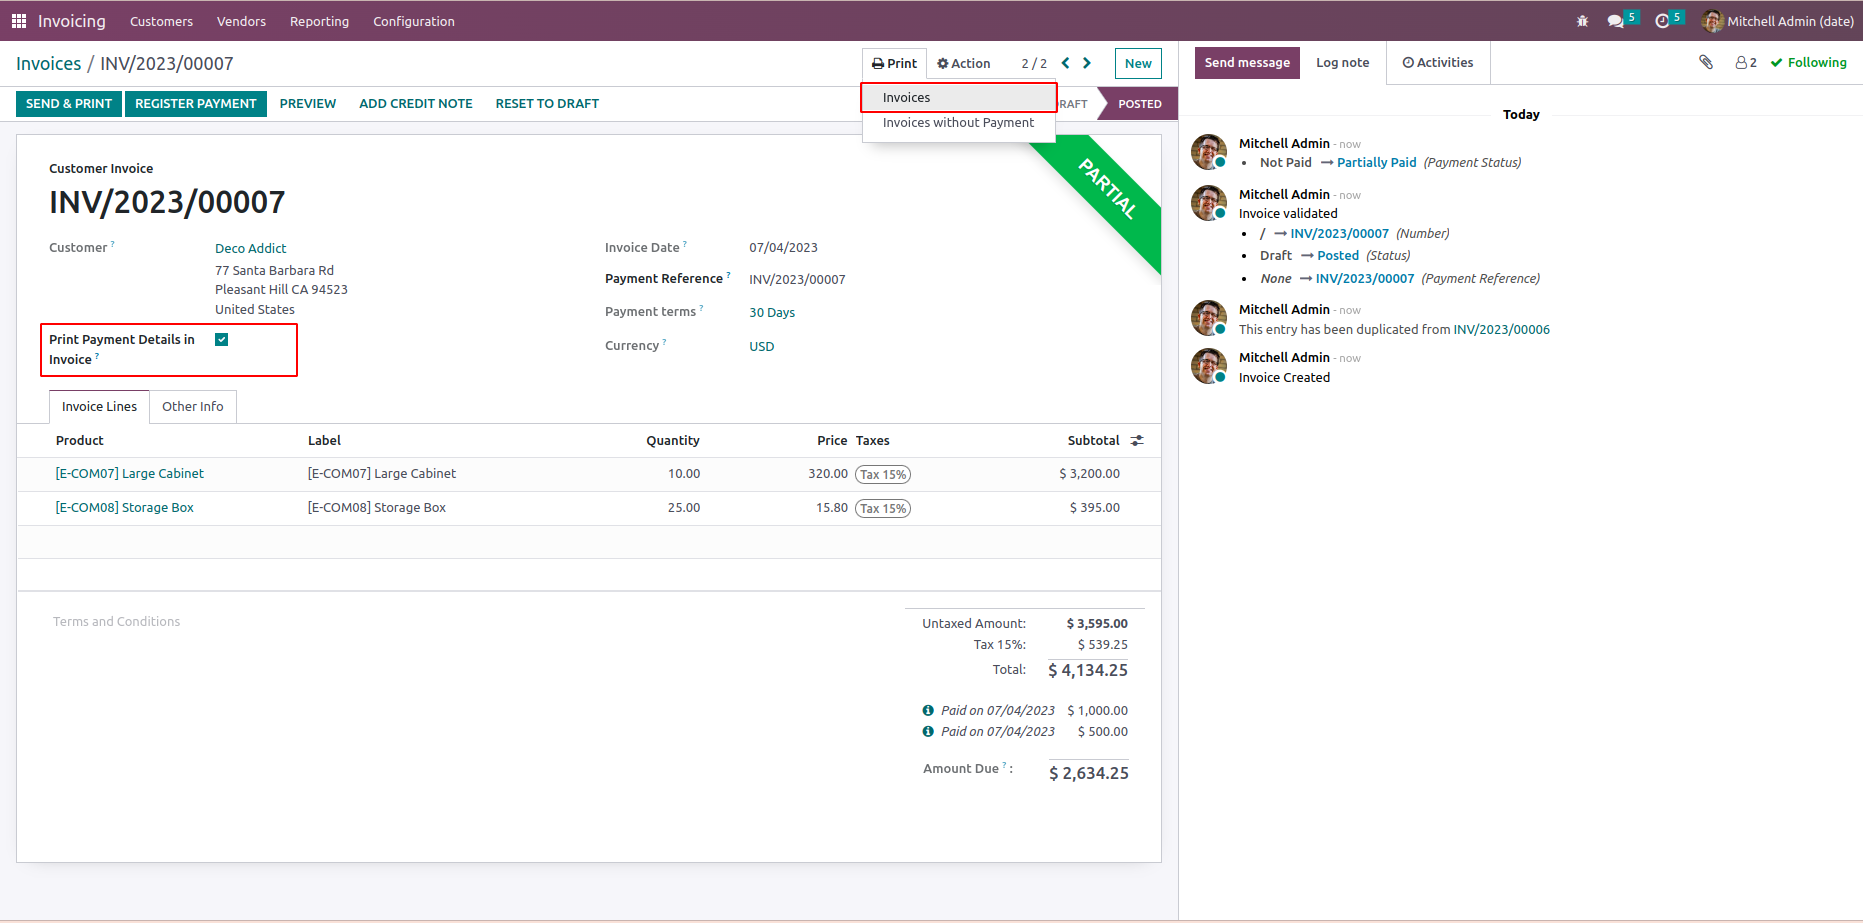 Invoicing Customers Vendors Reporting Configuration 5 5 Mitchell Admin (date)
Invoices / INV/2023/00007 Print Action 2 / 2 New
SEND & PRINT REGISTER PAYMENT PREVIEW ADD CREDIT NOTE RESET TO DRAFT RAFT POSTED
Invoices
Invoices without Payment
PARTIAL
Customer Invoice
INV/2023/00007
Customer ? Deco Addict
77 Santa Barbara Rd
Pleasant Hill CA 94523
United States
Print Payment Details in
Invoice ?
Invoice Date ? 07/04/2023
Payment Reference ? INV/2023/00007
Payment terms ? 30 Days
Currency ? USD
Invoice Lines Other Info
Product Label Quantity Price Taxes Subtotal
[E-COM07] Large Cabinet [E-COM07] Large Cabinet 10.00 320.00 Tax 15% $ 3,200.00
[E-COM08] Storage Box [E-COM08] Storage Box 25.00 15.80 Tax 15% $ 395.00
Terms and Conditions
Untaxed Amount: $ 3,595.00
Tax 15%: $ 539.25
Total: $ 4,134.25
Paid on 07/04/2023 $ 1,000.00
Paid on 07/04/2023 $ 500.00
Amount Due ? : $ 2,634.25
Send message Log note Activities 2 Following
Today
Mitchell Admin - now
• Not Paid → Partially Paid (Payment Status)
Mitchell Admin - now
Invoice validated
• / → INV/2023/00007 (Number)
• Draft → Posted (Status)
• None → INV/2023/00007 (Payment Reference)
Mitchell Admin - now
This entry has been duplicated from INV/2023/00006
Mitchell Admin - now
Invoice Created